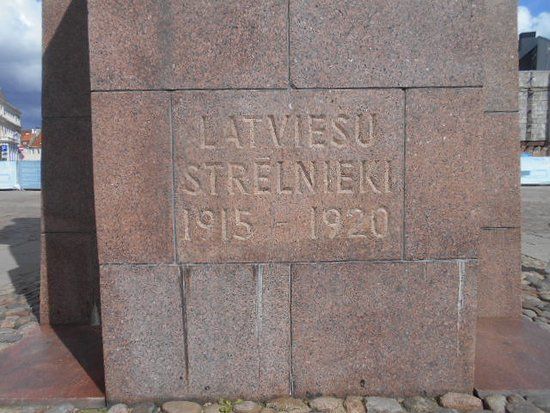 LATVIEŠU
STRĒLNIEKI
1915 - 1920